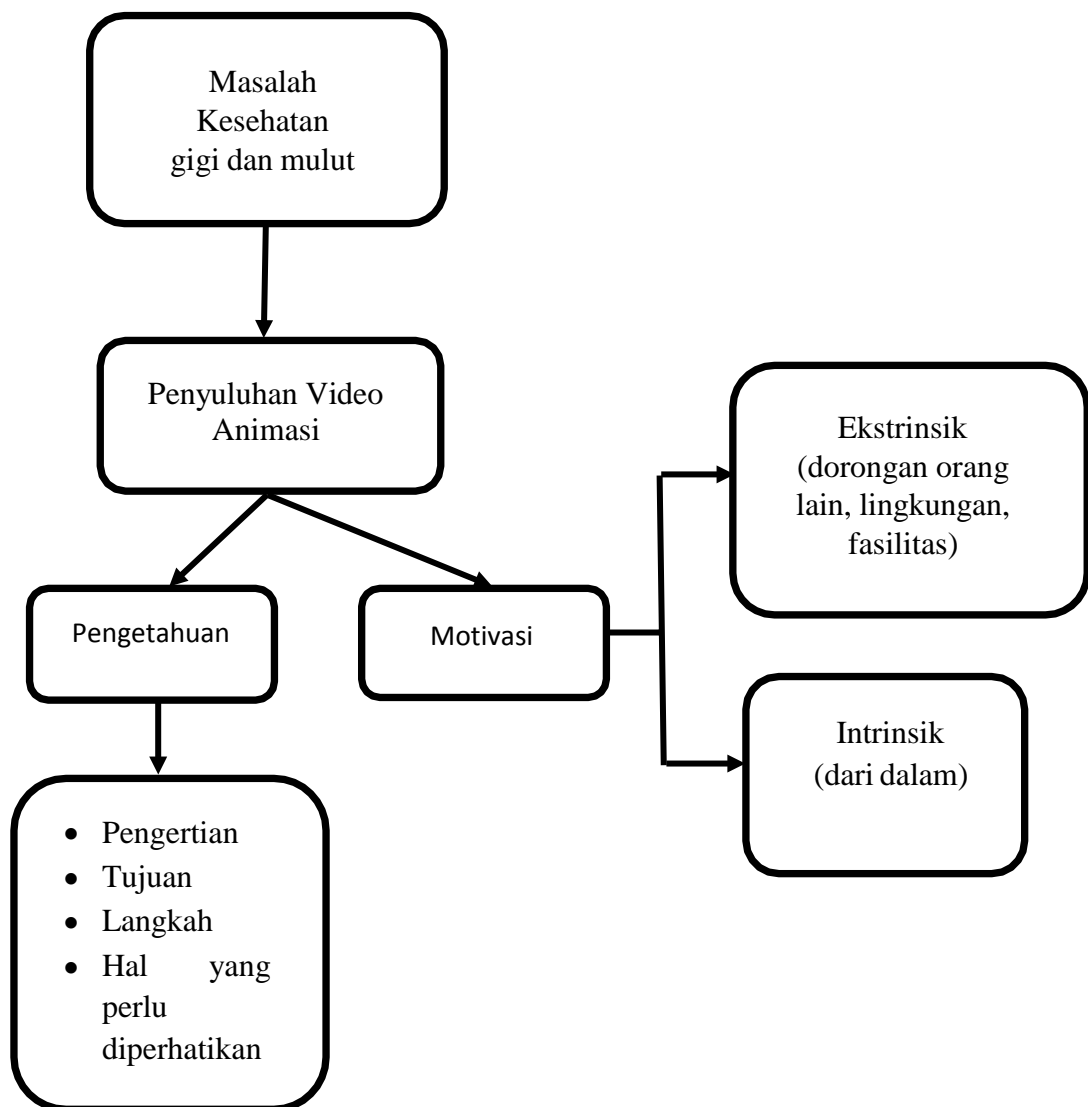 Masalah
Kesehatan
gigi dan mulut
Penyuluhan Video
Animasi
Ekstrinsik
(dorongan orang
lain, lingkungan,
fasilitas)
Pengetahuan
Motivasi
Intrinsik
(dari dalam)
• Pengertian
• Tujuan
• Langkah
• Hal yang
perlu
diperhatikan